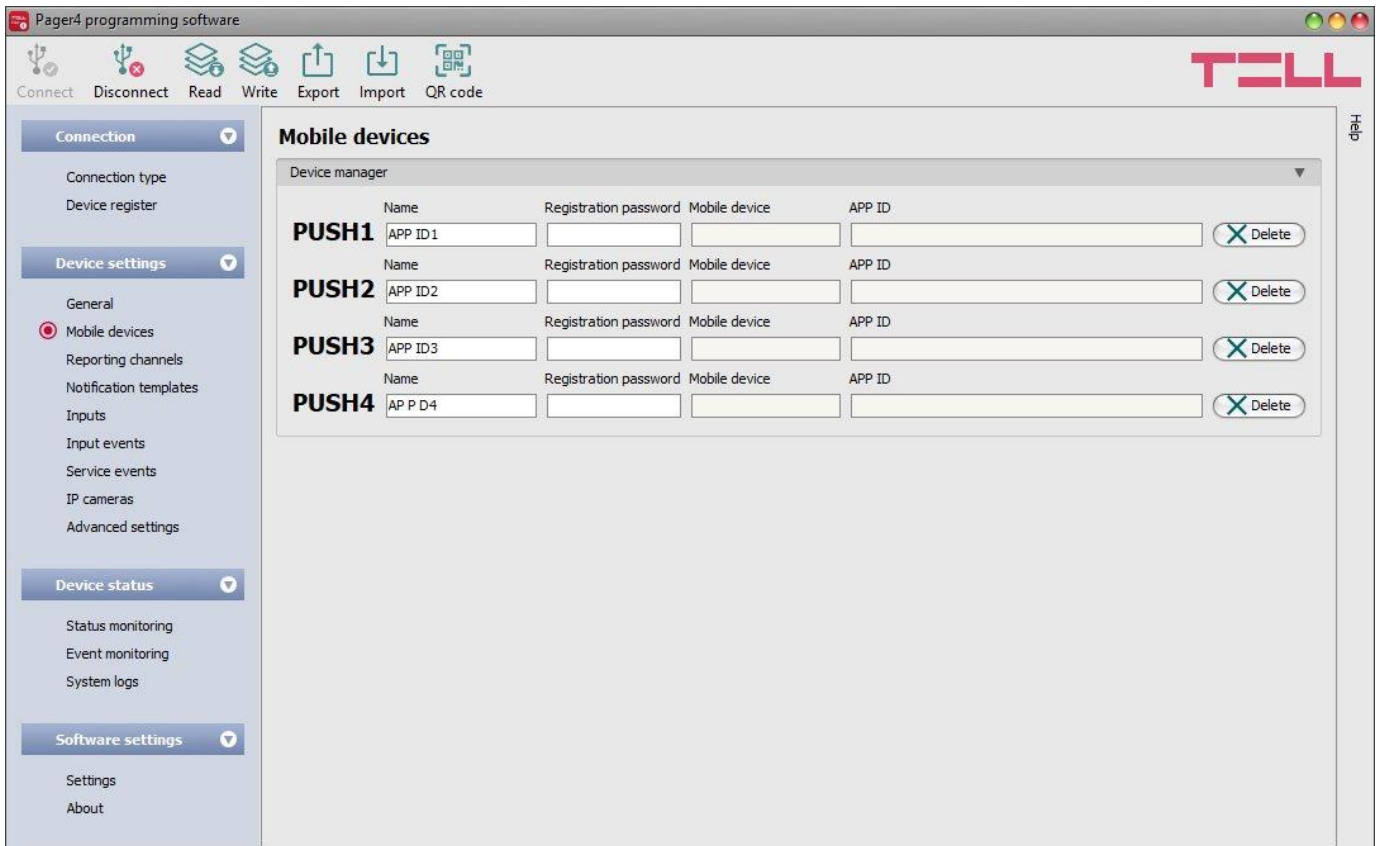 Pager4 programming software
Connect Disconnect Read Write Export Import QR code
TELL
Help
Connection
Connection type
Device register
Device settings
General
Mobile devices
Reporting channels
Notification templates
Inputs
Input events
Service events
IP cameras
Advanced settings
Device status
Status monitoring
Event monitoring
System logs
Software settings
Settings
About
Mobile devices
Device manager
Name Registration password Mobile device APP ID
PUSH1 APP ID1 Delete
Name Registration password Mobile device APP ID
PUSH2 APP ID2 Delete
Name Registration password Mobile device APP ID
PUSH3 APP ID3 Delete
Name Registration password Mobile device APP ID
PUSH4 AP P D4 Delete